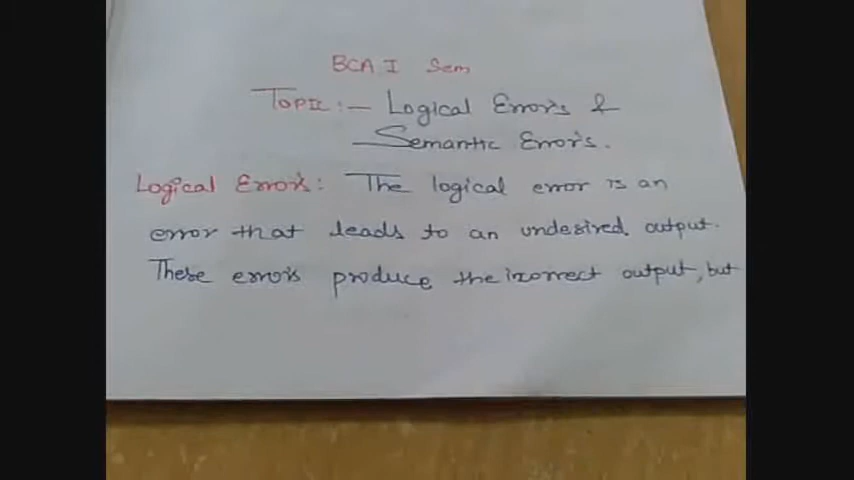 BCA I Sem
Topic :- Logical Errors &
Semantic Errors.
Logical Errors : The logical error is an
error that leads to an undesired output.
These errors produce the incorrect output, but